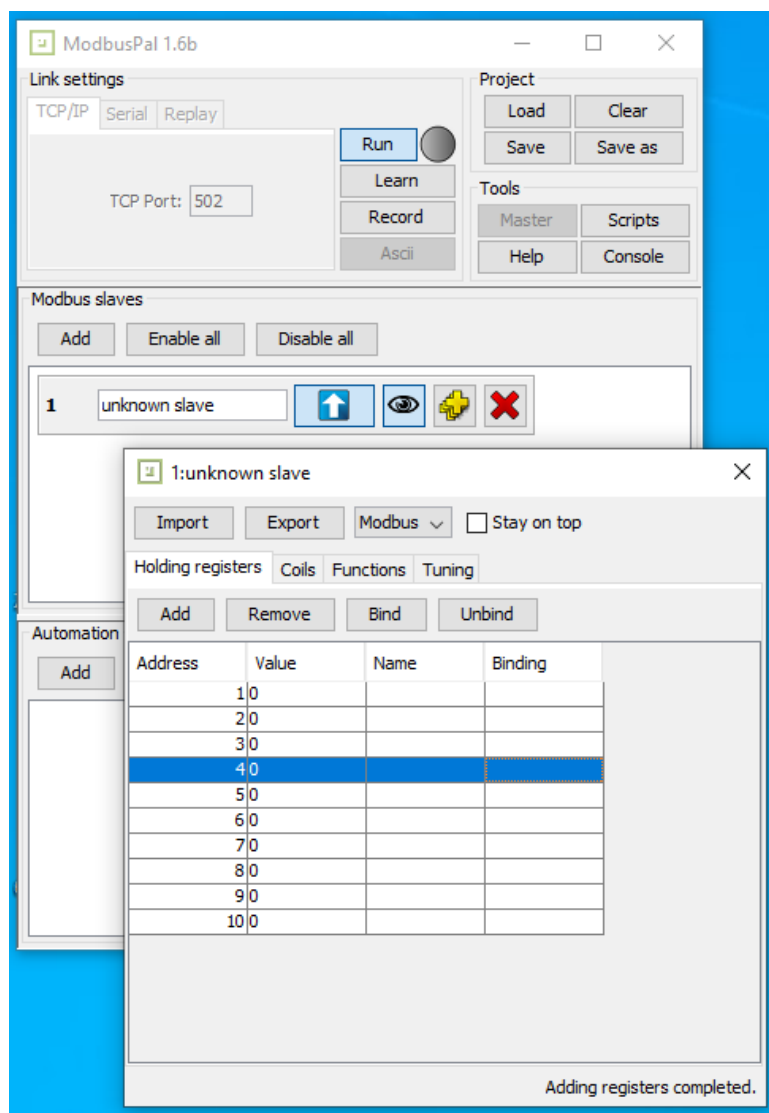 ModbusPal 1.6b
Link settings
TCP/IP Serial Replay
TCP Port: 502
Run
Learn
Record
Ascii
Project
Load Clear
Save Save as
Tools
Master Scripts
Help Console
Modbus slaves
Add Enable all Disable all
1 unknown slave
Automation
Add
1:unknown slave
Import Export Modbus Stay on top
Holding registers Coils Functions Tuning
Add Remove Bind Unbind
Address Value Name Binding
1 0
2 0
3 0
4 0
5 0
6 0
7 0
8 0
9 0
10 0
Adding registers completed.